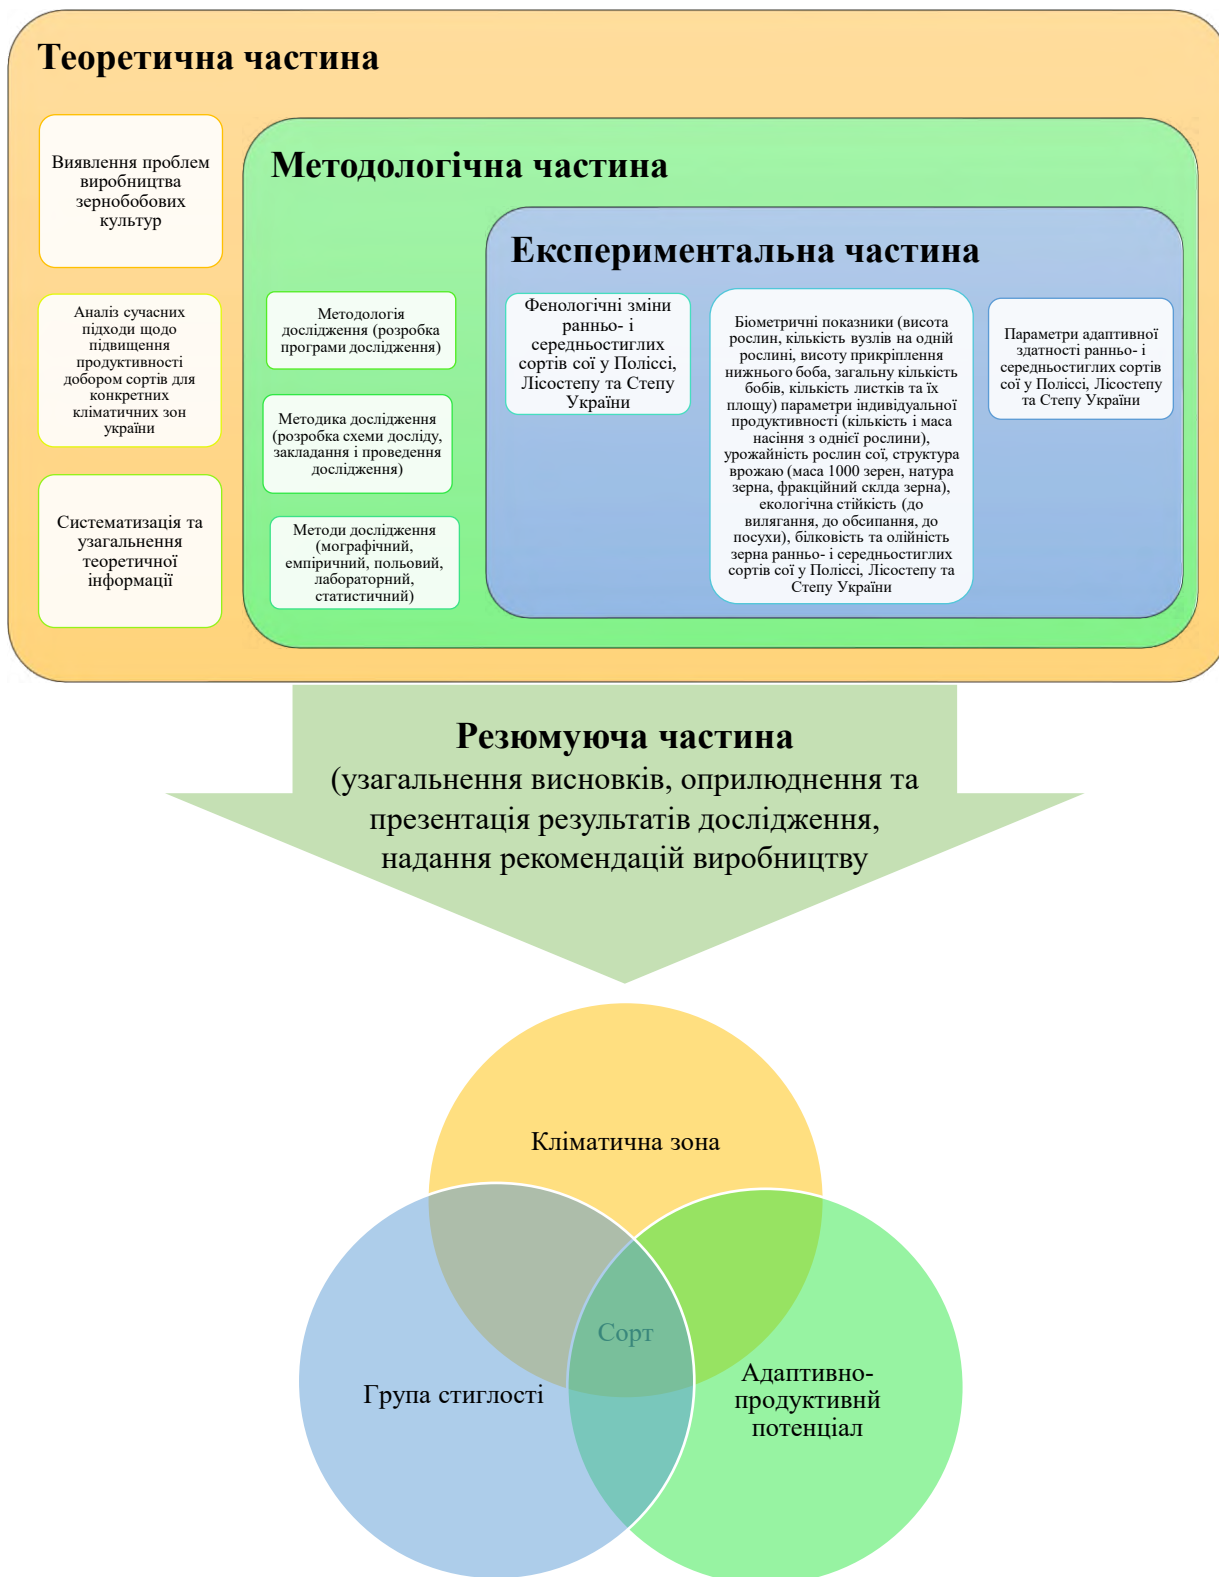 Теоретична частина
Виявлення проблем
виробництва
зернобобових
культур
Аналіз сучасних
підходи щодо
підвищення
продуктивності
добором сортів для
конкретних
кліматичних зон
україни
Систематизація та
узагальнення
теоретичної
інформації
Методологічна частина
Методологія
дослідження (розробка
програми дослідження)
Методика дослідження
(розробка схеми досліду,
закладання і проведення
дослідження)
Методи дослідження
(мографічний,
емпіричний, польовий,
лабораторний,
статистичний)
Експериментальна частина
Фенологічні зміни
ранньо- і
середньостиглих
сортів сої у Поліссі,
Лісостепу та Степу
України
Біометричні показники (висота
рослин, кількість вузлів на одній
рослині, висоту прикріплення
нижнього боба, загальну кількість
бобів, кількість листків та їх
площу) параметри індивідуальної
продуктивності (кількість і маса
насіння з однієї рослини),
урожайність рослин сої, структура
врожаю (маса 1000 зерен, натура
зерна, фракційний склда зерна),
екологічна стійкість (до
вилягання, до обсипання, до
посухи), білковість та олійність
зерна ранньо- і середньостиглих
сортів сої у Поліссі, Лісостепу та
Степу України
Параметри адаптивної
здатності ранньо- і
середньостиглих сортів
сої у Поліссі, Лісостепу
та Степу України
Резюмуюча частина
(узагальнення висновків, оприлюднення та
презентація результатів дослідження,
надання рекомендацій виробництву
Кліматична зона
Сорт
Група стиглості
Адаптивно-
продуктивнй
потенціал